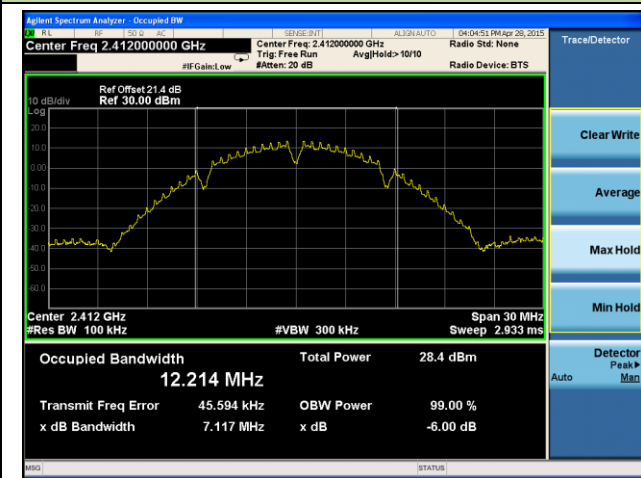 Agilent Spectrum Analyzer - Occupied BW
RL RF 50 Ω AC SENSE:INT ALIGN AUTO 04:04:51 PM Apr 28, 2015
Center Freq 2.412000000 GHz
Center Freq: 2.412000000 GHz Radio Std: None
Trig: Free Run Avg|Hold:> 10/10
#IFGain:Low #Atten: 20 dB Radio Device: BTS
Ref Offset 21.4 dB
10 dB/div Ref 30.00 dBm
Log
20.0
10.0
0.00
-10.0
-20.0
-30.0
-40.0
-50.0
-60.0
Center 2.412 GHz Span 30 MHz
#Res BW 100 kHz #VBW 300 kHz Sweep 2.933 ms
Occupied Bandwidth Total Power 28.4 dBm
12.214 MHz
Transmit Freq Error 45.594 kHz OBW Power 99.00 %
x dB Bandwidth 7.117 MHz x dB -6.00 dB
MSG STATUS
Trace/Detector
Clear Write
Average
Max Hold
Min Hold
Detector
Peak▶
Auto Man